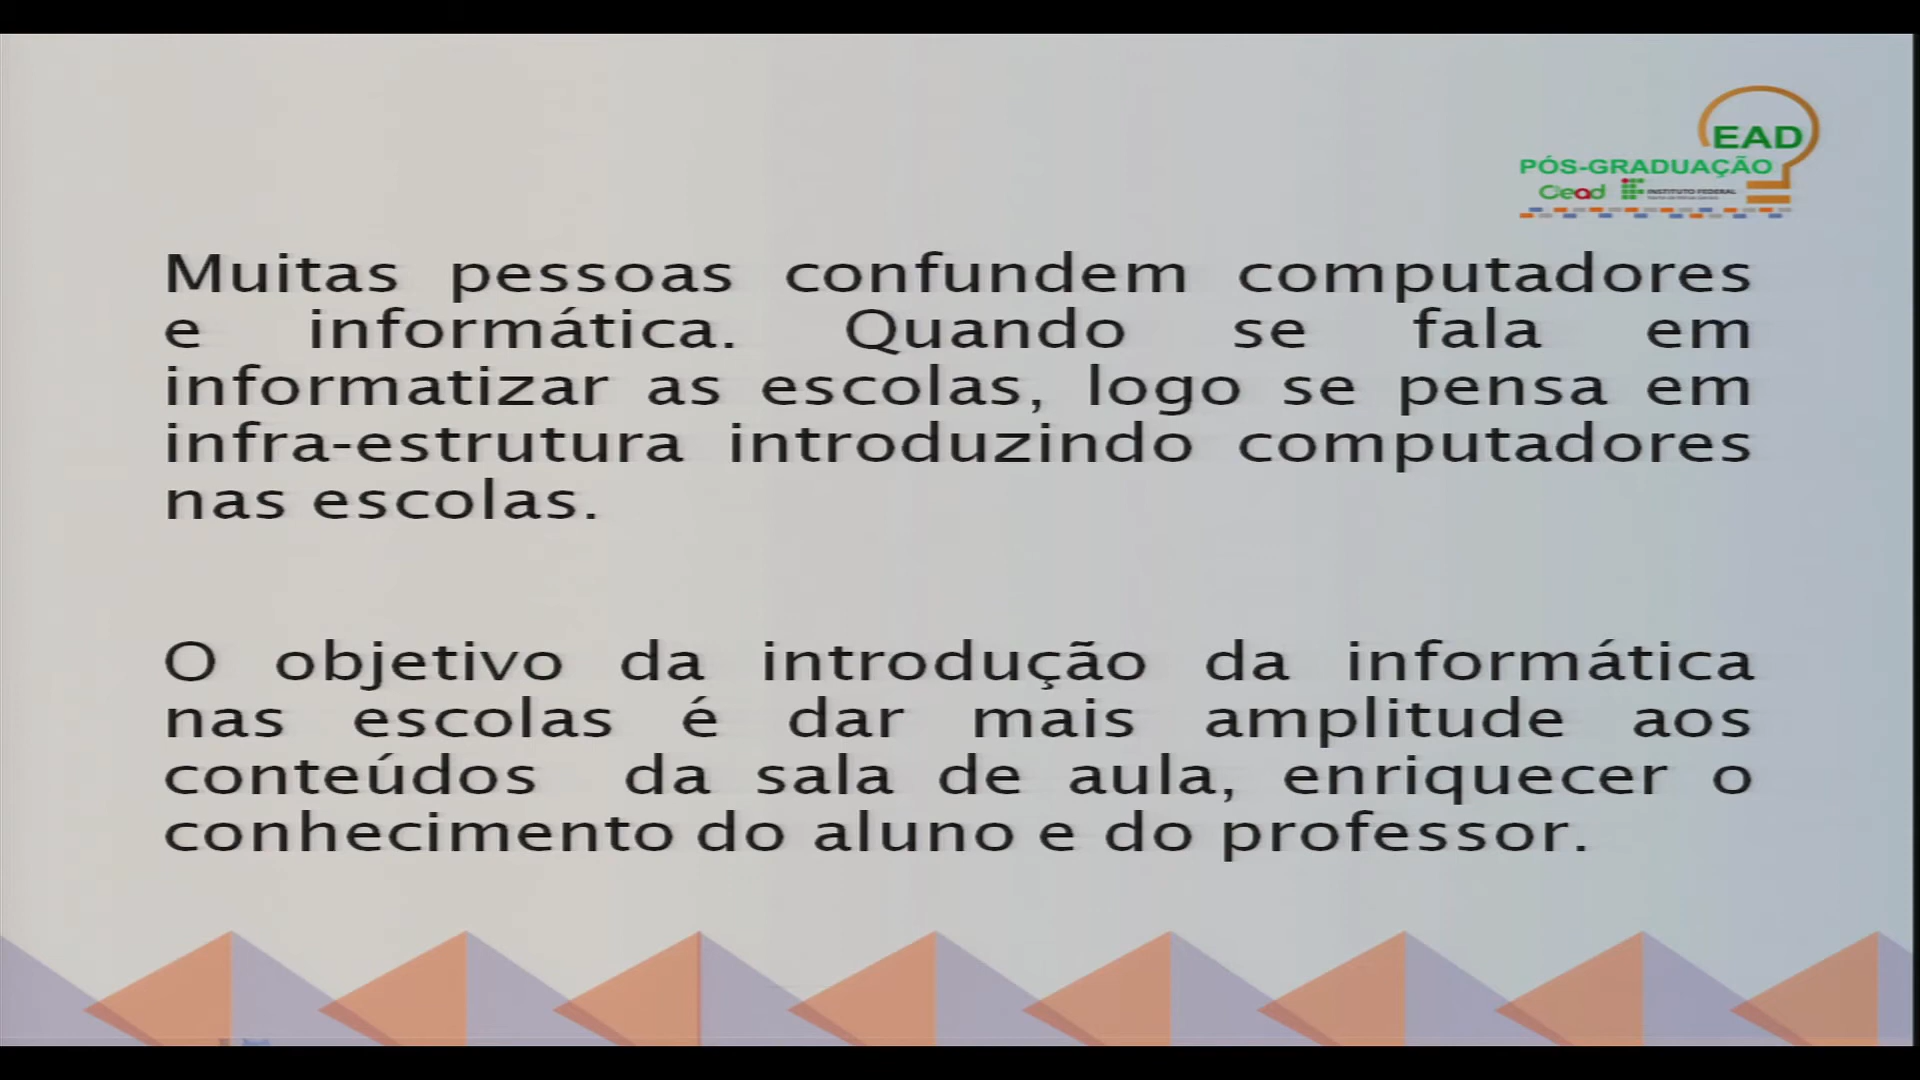 EAD
PÓS-GRADUAÇÃO
Cead INSTITUTO FEDERAL
Muitas pessoas confundem computadores
e informática. Quando se fala em
informatizar as escolas, logo se pensa em
infra-estrutura introduzindo computadores
nas escolas.
O objetivo da introdução da informática
nas escolas é dar mais amplitude aos
conteúdos da sala de aula, enriquecer o
conhecimento do aluno e do professor.